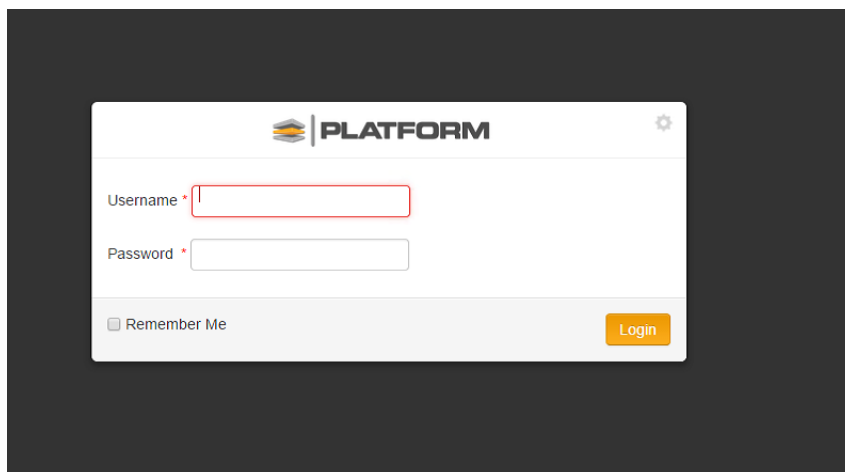 PLATFORM
Username *
Password *
Remember Me
Login